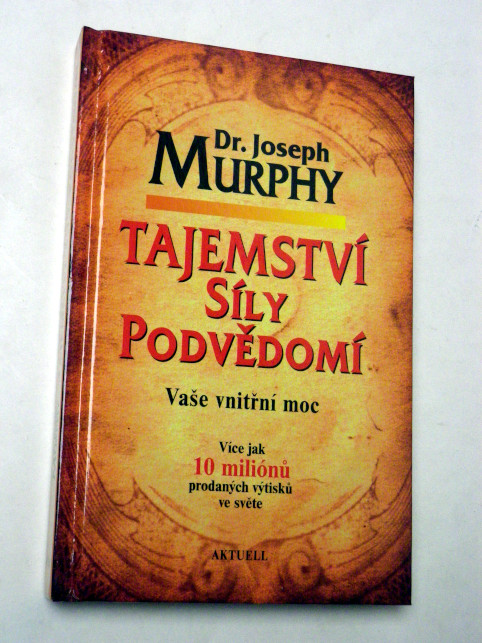 Dr. Joseph
MURPHY
TAJEMSTVÍ
SÍLY
PODVĚDOMÍ
Vaše vnitřní moc
Více jak
10 miliónů
prodaných výtisků
ve světe
AKTUELL